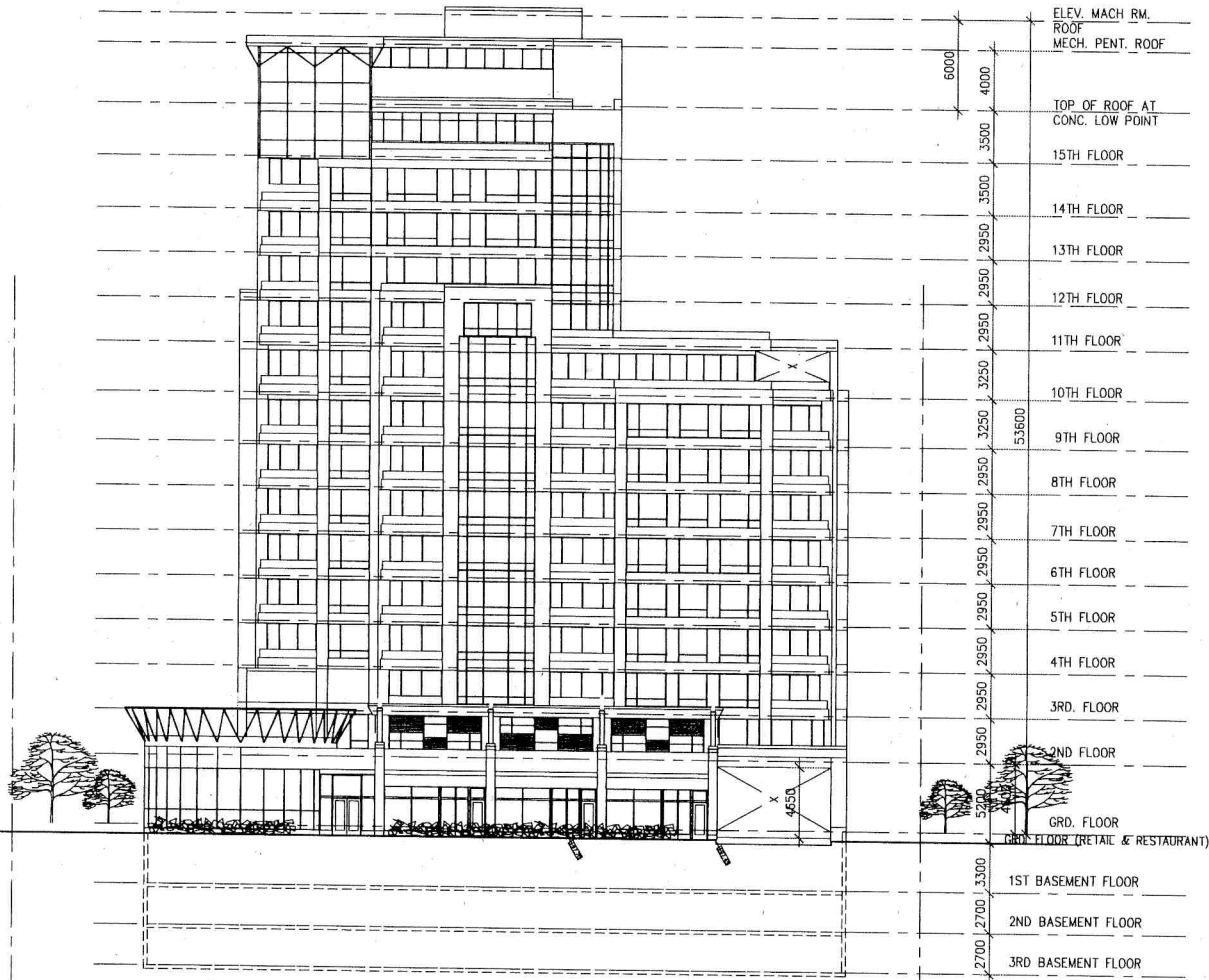 ELEV. MACH RM.
ROOF
MECH. PENT. ROOF
6000
4000
TOP OF ROOF AT
CONC. LOW POINT
3500
15TH FLOOR
3500
14TH FLOOR
2950
13TH FLOOR
2950
12TH FLOOR
2950
11TH FLOOR
3250
X
10TH FLOOR
53600
3250
9TH FLOOR
2950
8TH FLOOR
2950
7TH FLOOR
2950
6TH FLOOR
2950
5TH FLOOR
2950
4TH FLOOR
2950
3RD. FLOOR
2950
2ND FLOOR
X
4650
5200
GRD. FLOOR
GRD. FLOOR (RETAIL & RESTAURANT)
3300
1ST BASEMENT FLOOR
2700
2ND BASEMENT FLOOR
2700
3RD BASEMENT FLOOR